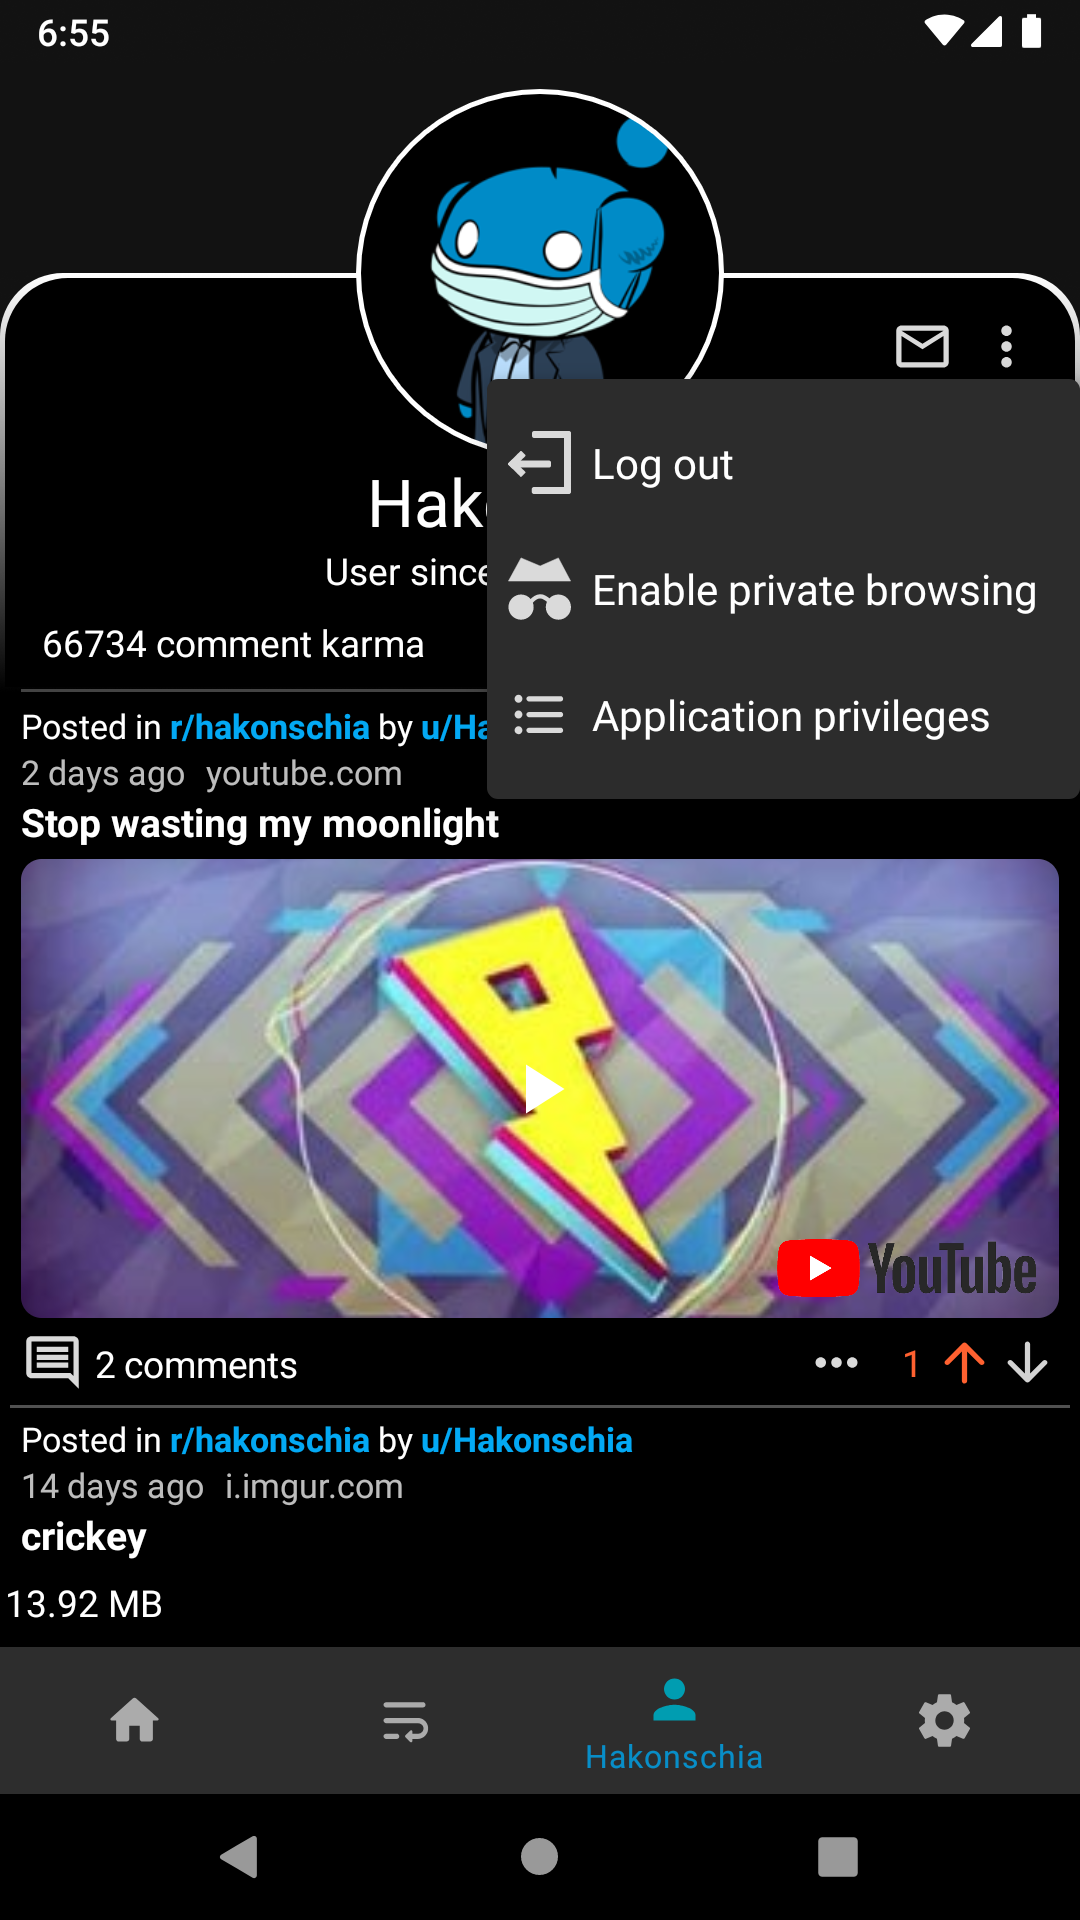 6:55
Log out
Hak
Enable private browsing
User since
66734 comment karma
Application privileges
Posted in r/hakonschia by u/Ha
2 days ago youtube.com
Stop wasting my moonlight
YouTube
2 comments
1
Posted in r/hakonschia by u/Hakonschia
14 days ago i.imgur.com
crickey
13.92 MB
Hakonschia